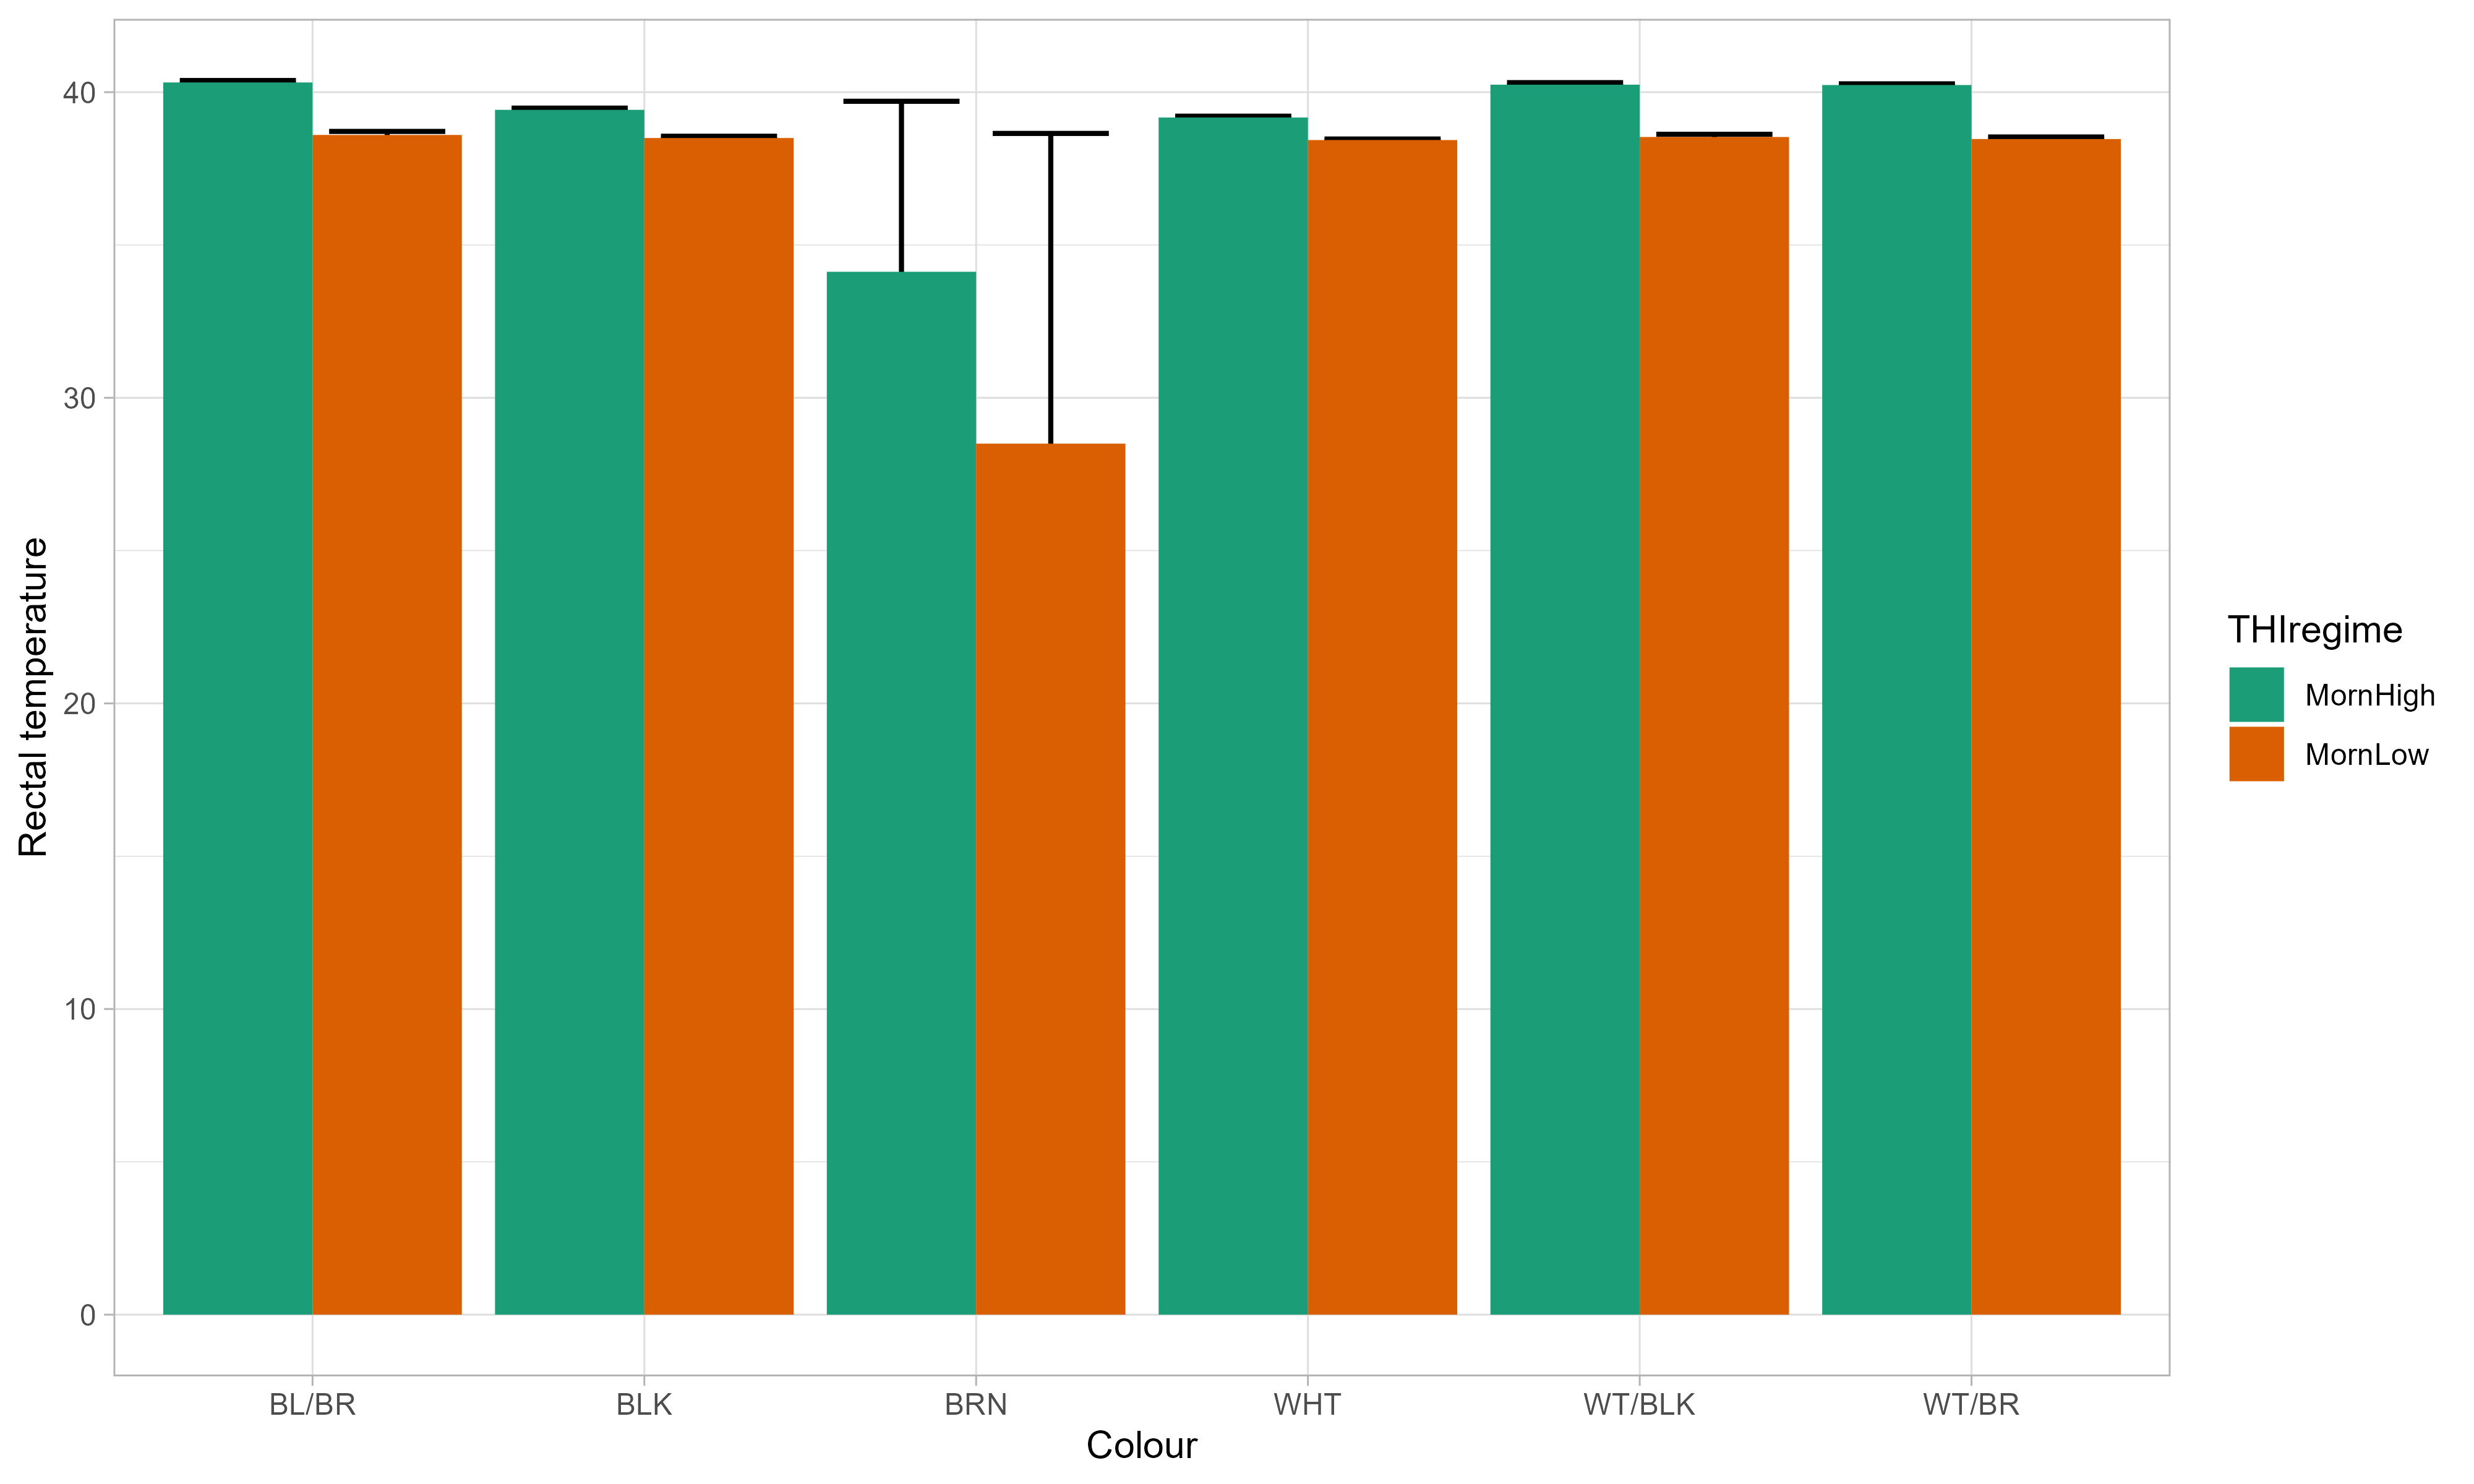 40
30
20
10
0
Rectal temperature
BL/BR
BLK
BRN
WHT
WT/BLK
WT/BR
Colour
THIregime
MornHigh
MornLow